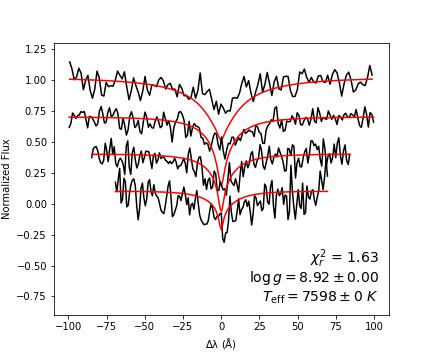 1.25
1.00
0.75
0.50
0.25
0.00
−0.25
−0.50
−0.75
Normalized Flux
χ²ᵣ = 1.63
log g = 8.92 ± 0.00
T_eff = 7598 ± 0 K
−100 −75 −50 −25 0 25 50 75 100
Δλ (Å)